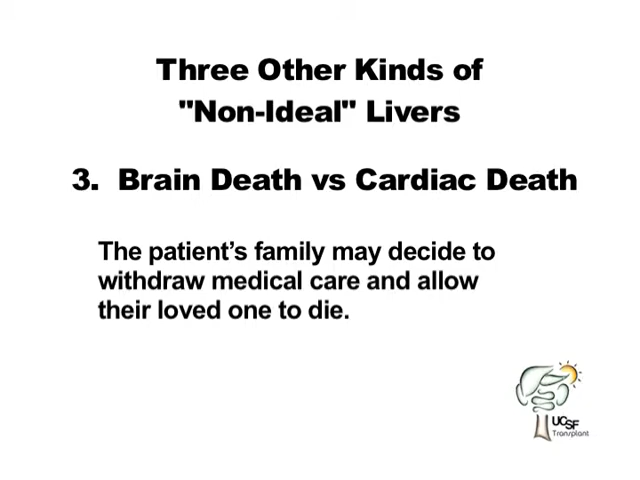 Three Other Kinds of
"Non-Ideal" Livers
3. Brain Death vs Cardiac Death
The patient’s family may decide to
withdraw medical care and allow
their loved one to die.
UCSF
Transplant